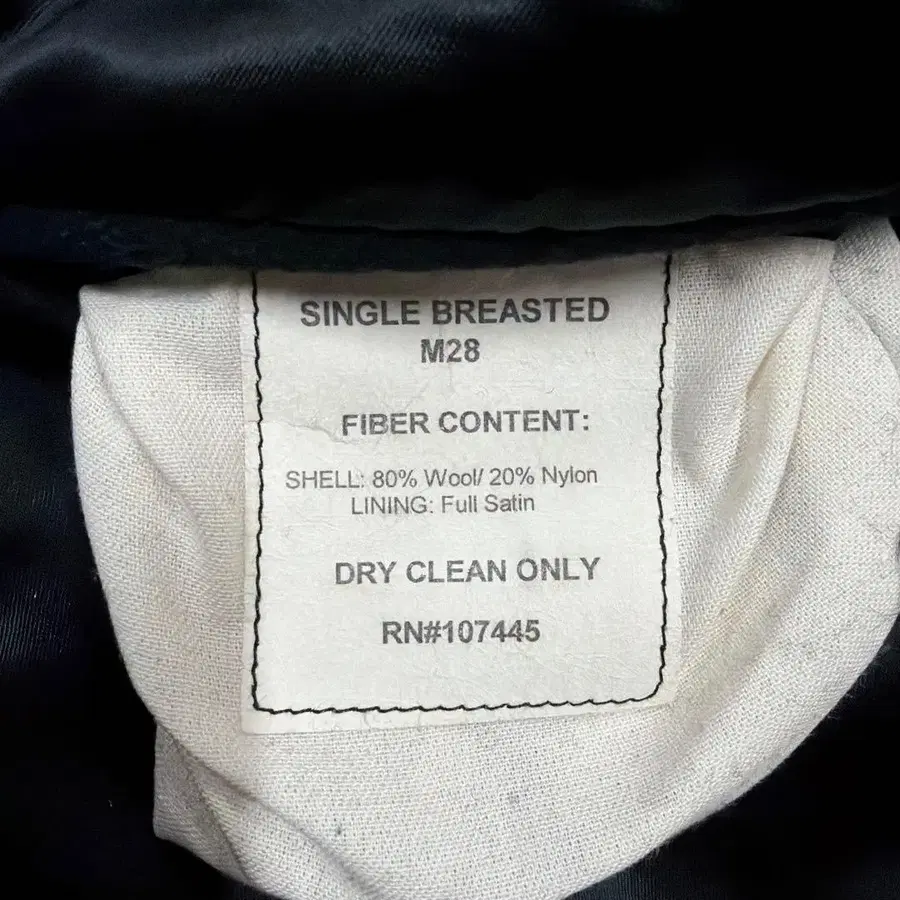 SINGLE BREASTED
M28
FIBER CONTENT:
SHELL: 80% Wool/ 20% Nylon
LINING: Full Satin
DRY CLEAN ONLY
RN#107445